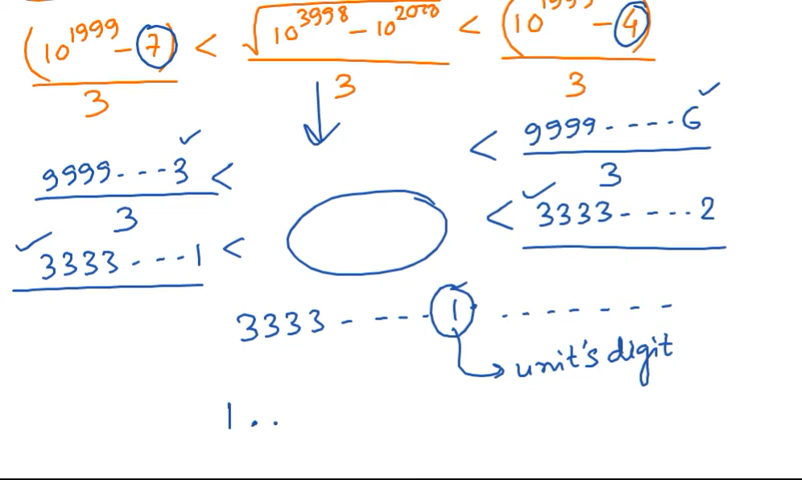 (10^1999 - 7) / 3 < √(10^3998 - 10^2000) / 3 < (10^1999 - 4) / 3
9999---3 / 3 < < 9999----6 / 3
3333---1 < < 3333----2
3333----1.-------
unit's digit
1..